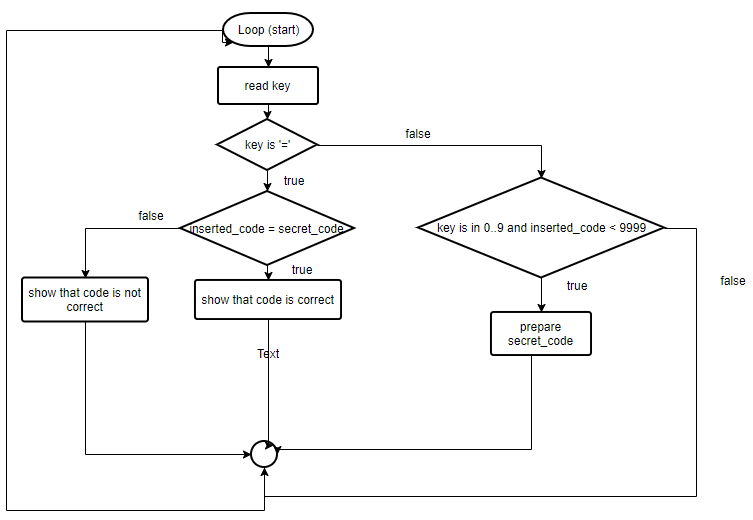 Loop (start)
read key
false
key is '='
true
false
inserted_code = secret_code
key is in 0..9 and inserted_code < 9999
true
false
true
show that code is not
correct
show that code is correct
prepare
secret_code
Text